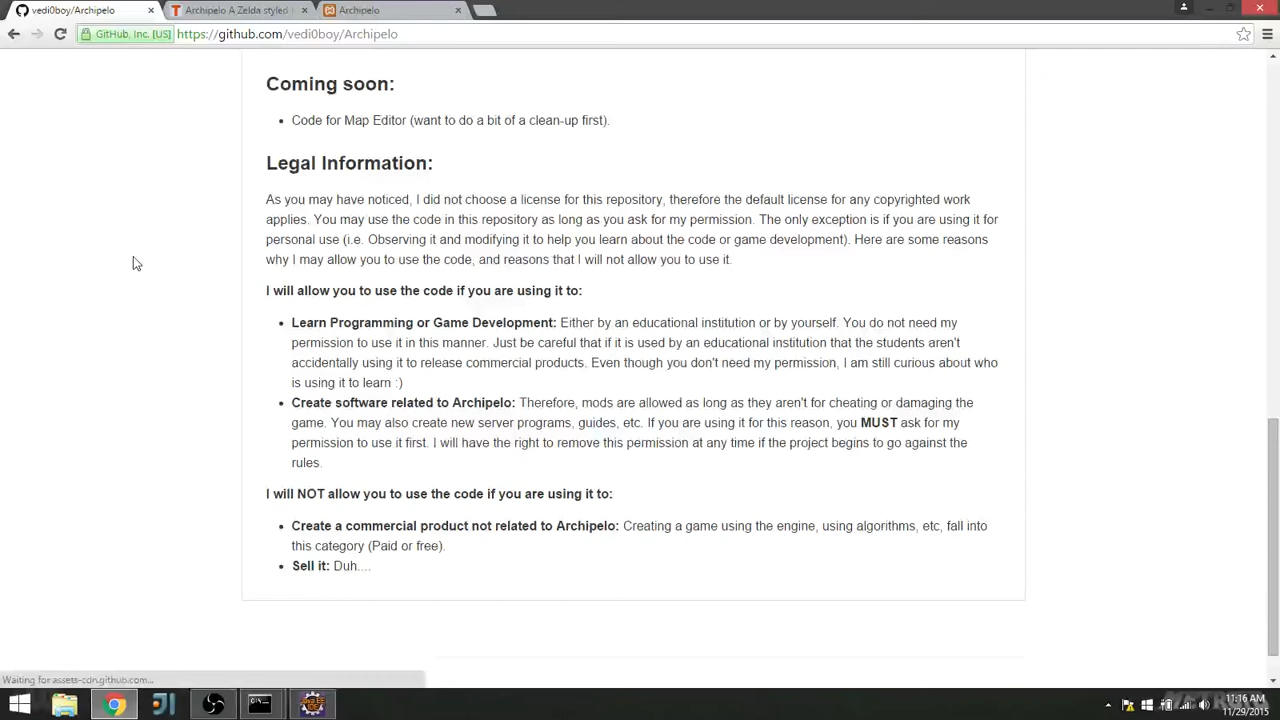 vedi0boy/Archipelo
Archipelo A Zelda styled
Archipelo
GitHub, Inc. [US]
https://github.com/vedi0boy/Archipelo
Coming soon:
• Code for Map Editor (want to do a bit of a clean-up first).
Legal Information:
As you may have noticed, I did not choose a license for this repository, therefore the default license for any copyrighted work
applies. You may use the code in this repository as long as you ask for my permission. The only exception is if you are using it for
personal use (i.e. Observing it and modifying it to help you learn about the code or game development). Here are some reasons
why I may allow you to use the code, and reasons that I will not allow you to use it.
I will allow you to use the code if you are using it to:
• Learn Programming or Game Development: Either by an educational institution or by yourself. You do not need my
permission to use it in this manner. Just be careful that if it is used by an educational institution that the students aren't
accidentally using it to release commercial products. Even though you don't need my permission, I am still curious about who
is using it to learn :)
• Create software related to Archipelo: Therefore, mods are allowed as long as they aren't for cheating or damaging the
game. You may also create new server programs, guides, etc. If you are using it for this reason, you MUST ask for my
permission to use it first. I will have the right to remove this permission at any time if the project begins to go against the
rules.
I will NOT allow you to use the code if you are using it to:
• Create a commercial product not related to Archipelo: Creating a game using the engine, using algorithms, etc, fall into
this category (Paid or free).
• Sell it: Duh....
Waiting for assets-cdn.github.com...
Java EE
IDE
11:16 AM
11/29/2015